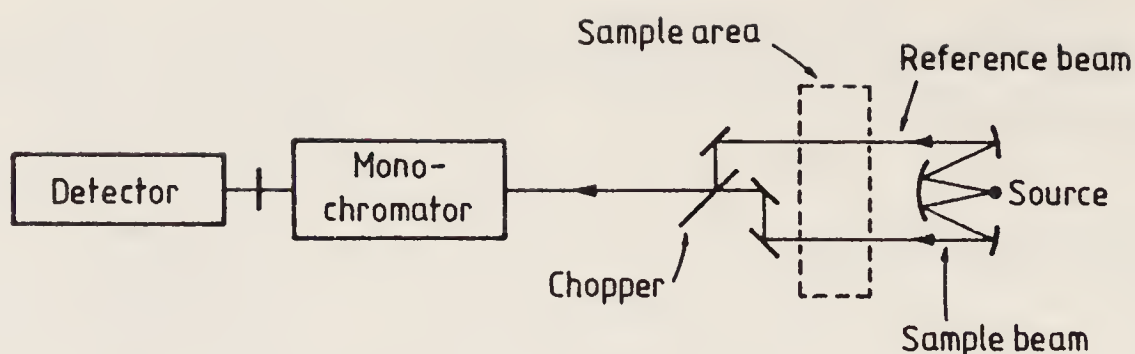 Sample area
Reference beam
Detector
Mono-
chromator
Source
Chopper
Sample beam